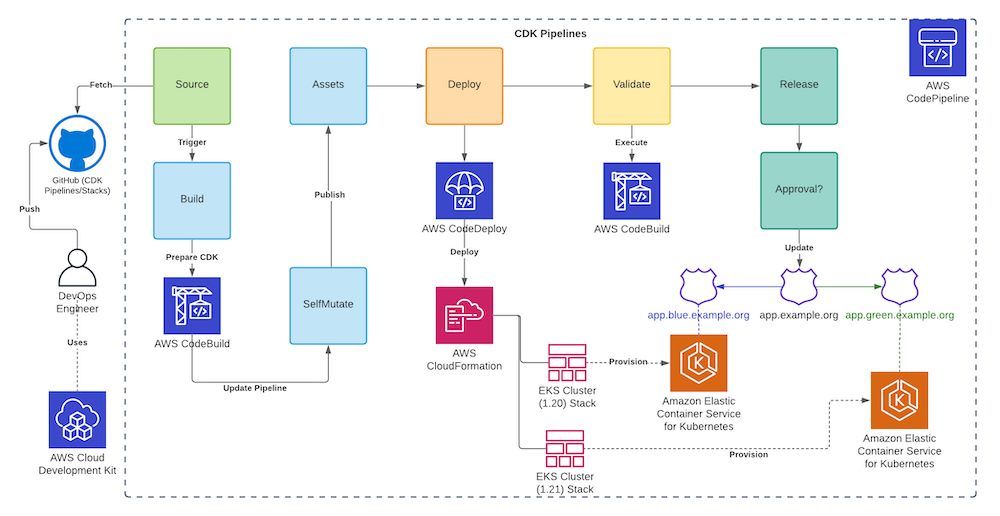 CDK Pipelines
AWS
CodePipeline
Source
Assets
Deploy
Validate
Release
Fetch
GitHub (CDK
Pipelines/Stacks)
Trigger
Execute
Build
Publish
AWS CodeDeploy
AWS CodeBuild
Approval?
Push
Deploy
Update
Prepare CDK
DevOps
Engineer
SelfMutate
app.blue.example.org
app.example.org
app.green.example.org
AWS CodeBuild
Uses
AWS
CloudFormation
Update Pipeline
EKS Cluster
(1.20) Stack
Provision
Amazon Elastic
Container Service
for Kubernetes
AWS Cloud
Development Kit
EKS Cluster
(1.21) Stack
Provision
Amazon Elastic
Container Service
for Kubernetes